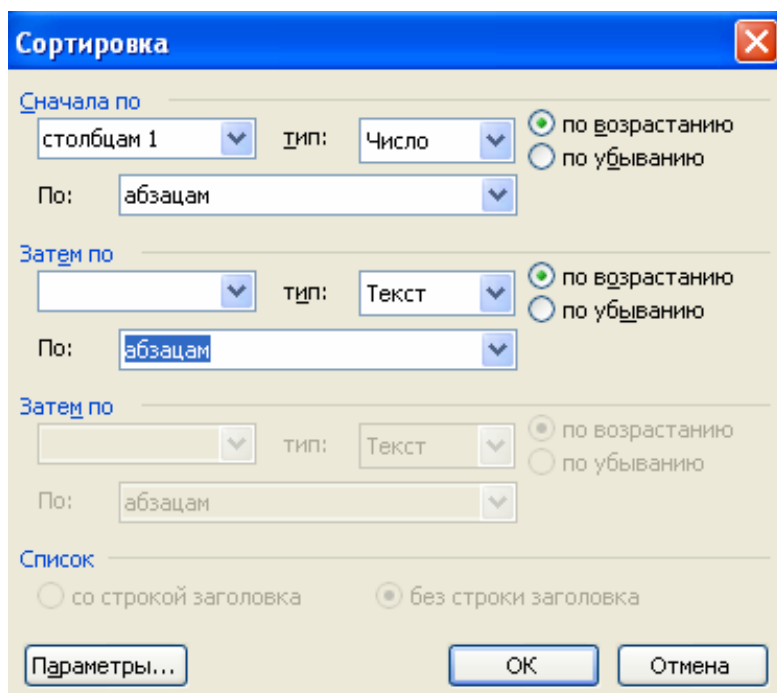 Сортировка
Сначала по
столбцам 1 тип: Число по возрастанию
по убыванию
По: абзацам
Затем по
тип: Текст по возрастанию
по убыванию
По: абзацам
Затем по
тип: Текст по возрастанию
по убыванию
По: абзацам
Список
со строкой заголовка без строки заголовка
Параметры... ОК Отмена